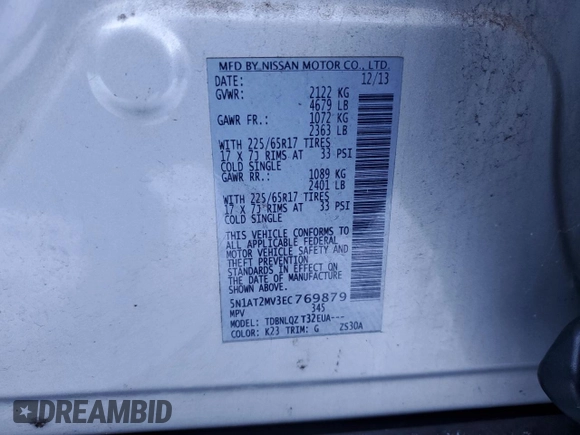 MFD BY.NISSAN MOTOR CO., LTD.
DATE: 12/13
GVWR: 2122 KG
4679 LB
GAWR FR.: 1072 KG
2363 LB
WITH 225/65R17 TIRES
17 X 7J RIMS AT 33 PSI
COLD SINGLE
GAWR RR.: 1089 KG
2401 LB
WITH 225/65R17 TIRES
17 X 7J RIMS AT 33 PSI
COLD SINGLE
THIS VEHICLE CONFORMS TO
ALL APPLICABLE FEDERAL
MOTOR VEHICLE SAFETY AND
THEFT PREVENTION
STANDARDS IN EFFECT ON
THE DATE OF MANUFACTURE
SHOWN ABOVE.
5N1AT2MV3EC769879
MPV 345
MODEL: TDBNLQZ T32EUA---
COLOR: K23 TRIM: G ZS30A
DREAMBID